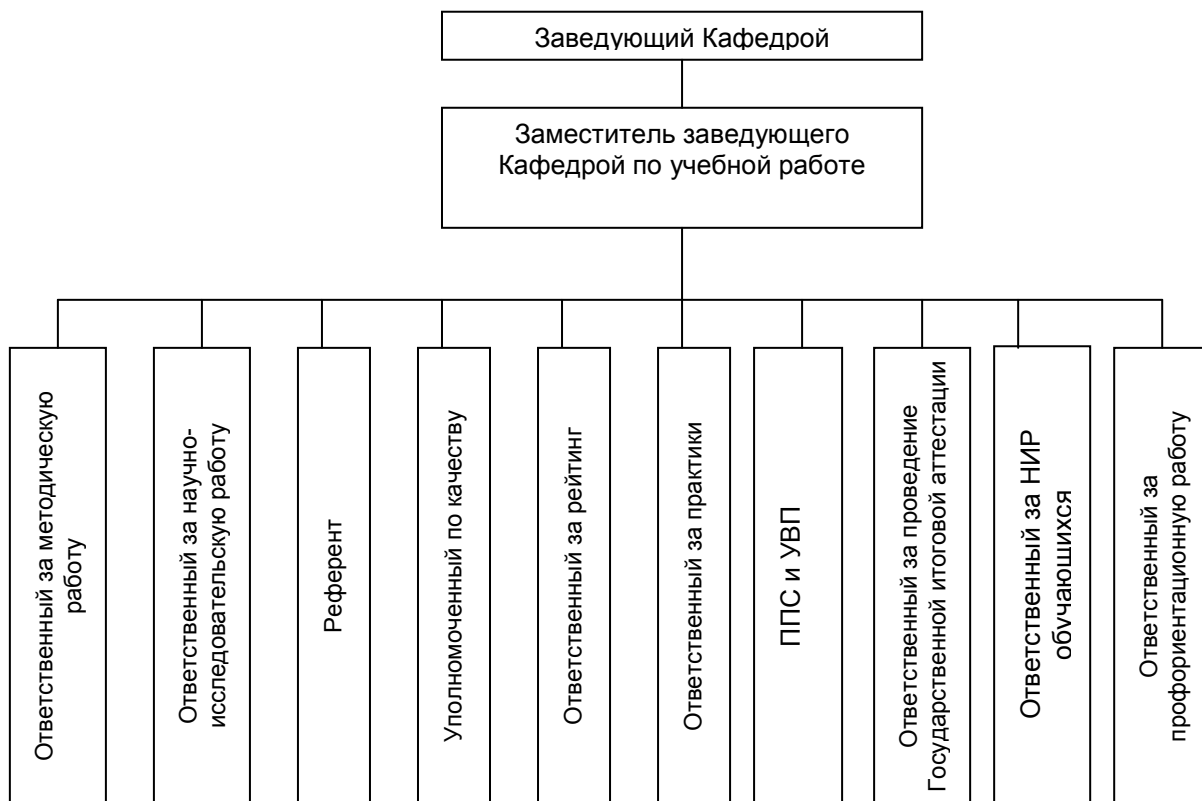 Заведующий Кафедрой
Заместитель заведующего
Кафедрой по учебной работе
Ответственный за методическую
работу
Ответственный за научно-
исследовательскую работу
Референт
Уполномоченный по качеству
Ответственный за рейтинг
Ответственный за практики
ППС и УВП
Ответственный за проведение
Государственной итоговой аттестации
Ответственный за НИР
обучающихся
Ответственный за
профориентационную работу